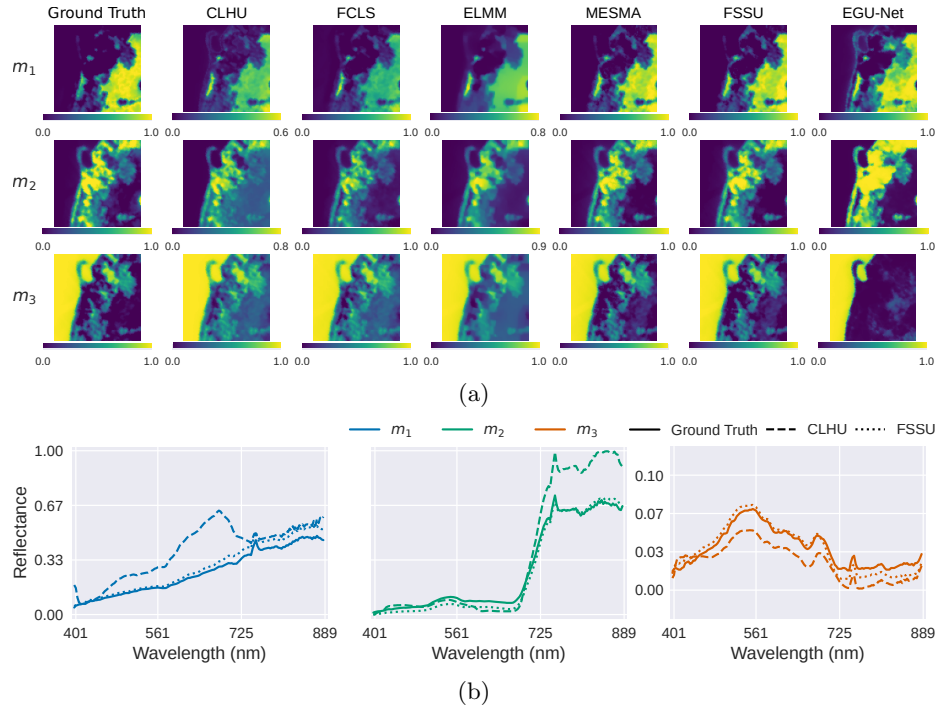 Ground Truth CLHU FCLS ELMM MESMA FSSU EGU-Net
m1
0.0 1.0 0.0 0.6 0.0 1.0 0.0 0.8 0.0 1.0 0.0 1.0 0.0 1.0
m2
0.0 1.0 0.0 0.8 0.0 1.0 0.0 0.9 0.0 1.0 0.0 1.0 0.0 1.0
m3
0.0 1.0 0.0 1.0 0.0 1.0 0.0 1.0 0.0 1.0 0.0 1.0 0.0 1.0
(a)
m1 m2 m3 Ground Truth CLHU FSSU
Reflectance
1.00
0.67
0.33
0.00
401 561 725 889
Wavelength (nm)
401 561 725 889
Wavelength (nm)
0.10
0.07
0.03
0.00
401 561 725 889
Wavelength (nm)
(b)